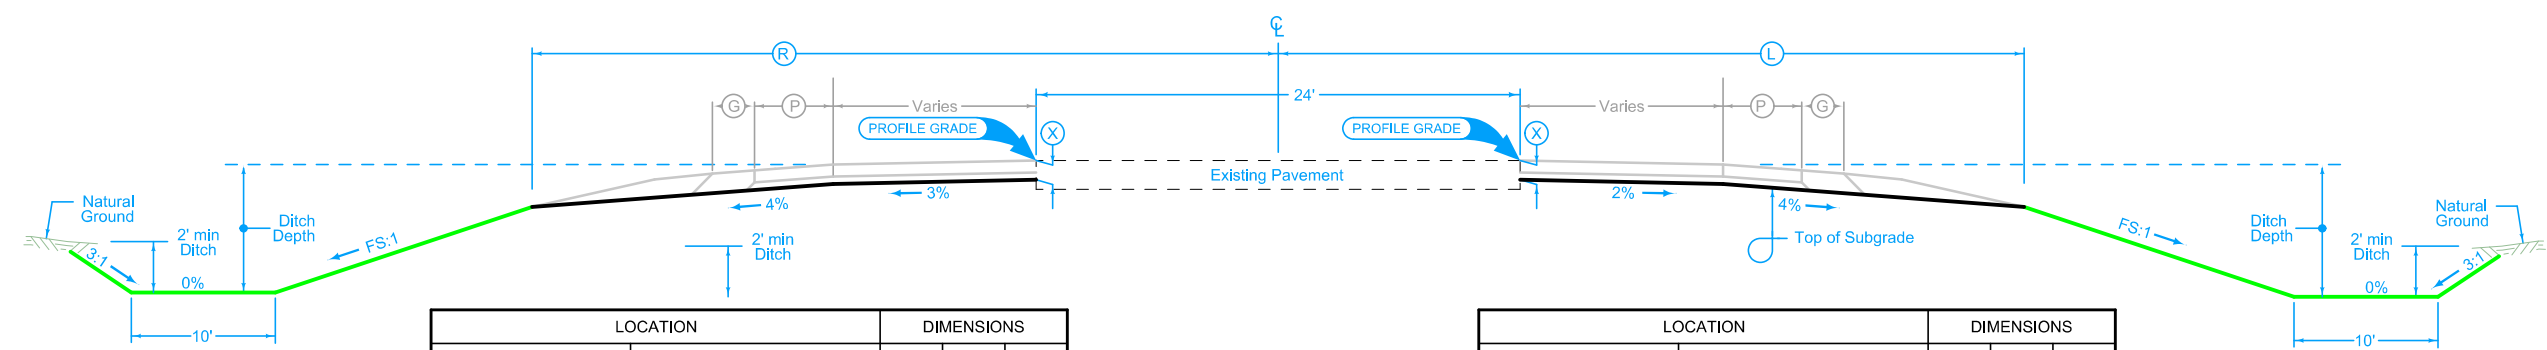 ℄
R
L
24'
G
P
Varies
Varies
P
G
PROFILE GRADE
X
PROFILE GRADE
X
Existing Pavement
3%
2%
4%
4%
Natural
Ground
2' min
Ditch
Ditch
Depth
FS:1
3:1
0%
10'
2' min
Ditch
Top of Subgrade
FS:1
Ditch
Depth
2' min
Ditch
Natural
Ground
3:1
0%
10'
LOCATION DIMENSIONS
LOCATION DIMENSIONS